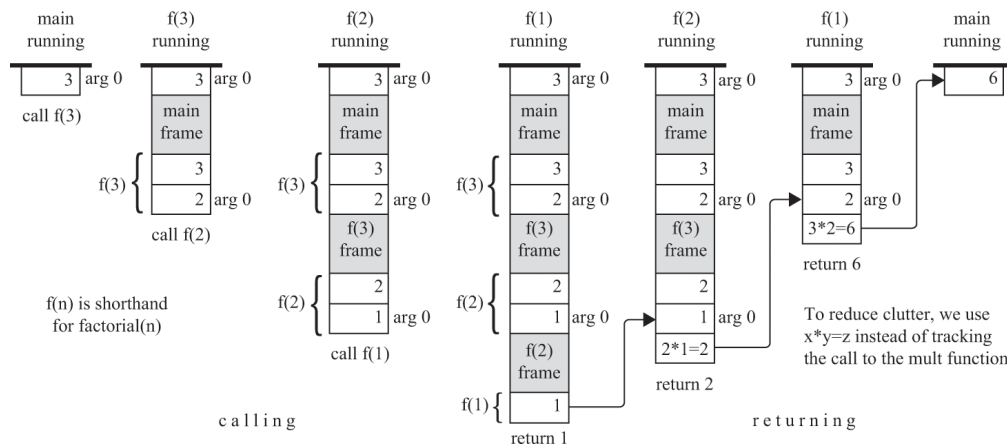 main
running
3 arg 0
call f(3)
f(3)
running
3 arg 0
main
frame
f(3)
3
2 arg 0
call f(2)
f(2)
running
3 arg 0
main
frame
f(3)
3
2 arg 0
f(3)
frame
f(2)
2
1 arg 0
call f(1)
f(1)
running
3 arg 0
main
frame
f(3)
3
2 arg 0
f(3)
frame
f(2)
2
1 arg 0
f(2)
frame
f(1)
1
return 1
f(2)
running
3 arg 0
main
frame
3
2 arg 0
f(3)
frame
2
1 arg 0
2*1=2
return 2
f(1)
running
3 arg 0
main
frame
3
2 arg 0
3*2=6
return 6
main
running
6
f(n) is shorthand
for factorial(n)
To reduce clutter, we use
x*y=z instead of tracking
the call to the mult function
calling
returning